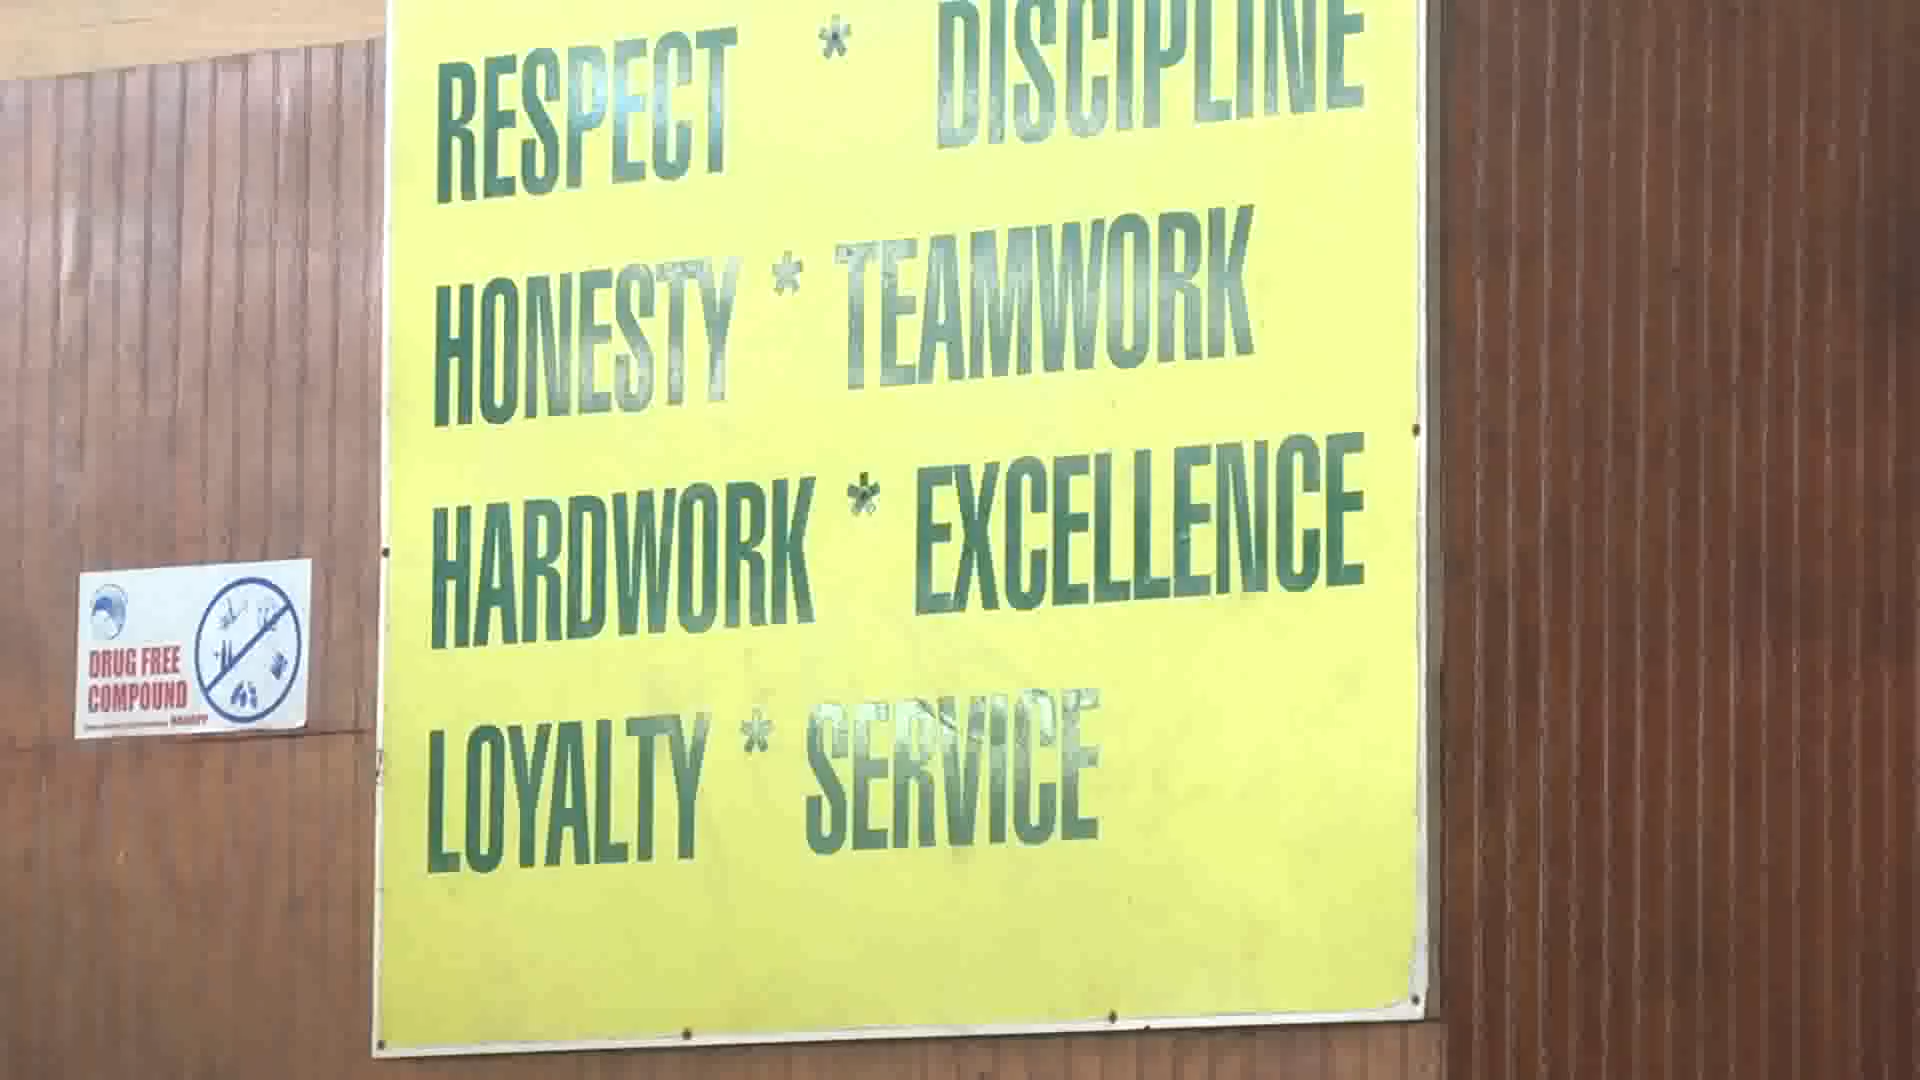 RESPECT * DISCIPLINE
HONESTY * TEAMWORK
HARDWORK * EXCELLENCE
LOYALTY * SERVICE
DRUG FREE
COMPOUND